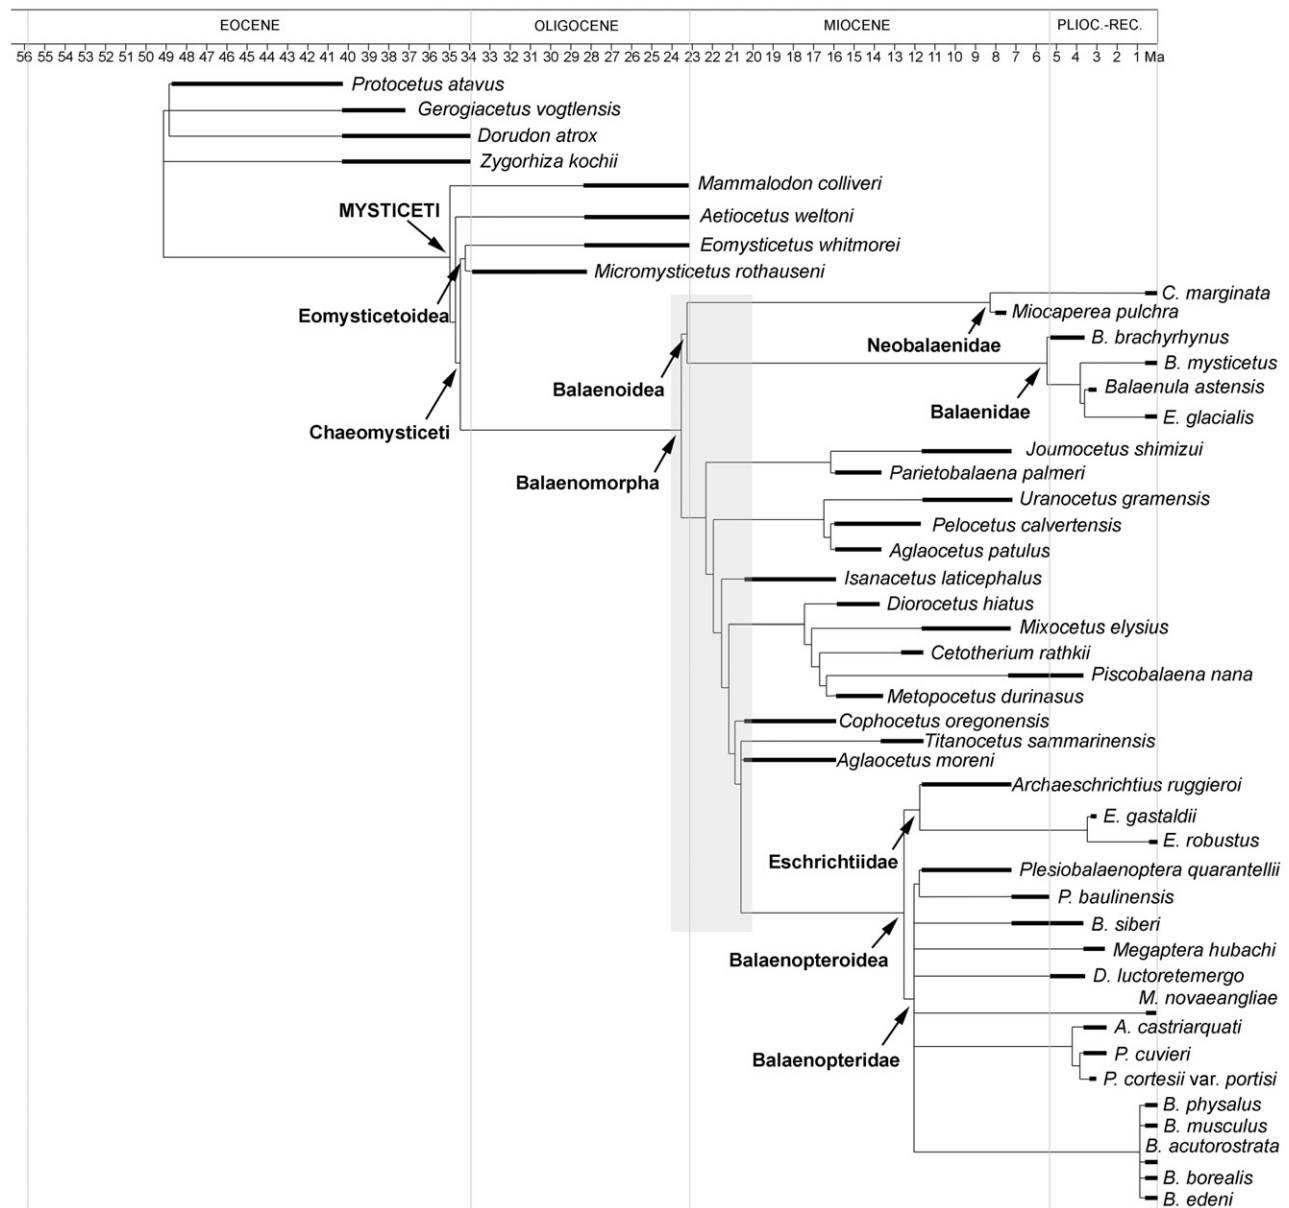 EOCENE OLIGOCENE MIOCENE PLIOC.-REC.
56 55 54 53 52 51 50 49 48 47 46 45 44 43 42 41 40 39 38 37 36 35 34 33 32 31 30 29 28 27 26 25 24 23 22 21 20 19 18 17 16 15 14 13 12 11 10 9 8 7 6 5 4 3 2 1 Ma
Protocetus atavus
Gerogiacetus vogtlensis
Dorudon atrox
Zygorhiza kochii
Mammalodon colliveri
MYSTICETI
Aetiocetus weltoni
Eomysticetus whitmorei
Micromysticetus rothauseni
C. marginata
Miocaperea pulchra
Eomysticetoidea
B. brachyrhynus
Neobalaenidae
B. mysticetus
Balaenula astensis
Balaenoidea
Balaenidae
E. glacialis
Chaeomysticeti
Joumocetus shimizui
Parietobalaena palmeri
Balaenomorpha
Uranocetus gramensis
Pelocetus calvertensis
Aglaocetus patulus
Isanacetus laticephalus
Diorocetus hiatus
Mixocetus elysius
Cetotherium rathkii
Piscobalaena nana
Metopocetus durinasus
Cophocetus oregonensis
Titanocetus sammarinensis
Aglaocetus moreni
Archaeschrichtius ruggieroi
E. gastaldii
E. robustus
Eschrichtiidae
Plesiobalaenoptera quarantellii
P. baulinensis
B. siberi
Megaptera hubachi
Balaenopteroidea
D. luctoretemergo
M. novaeangliae
A. castriarquati
P. cuvieri
Balaenopteridae
P. cortesii var. portisi
B. physalus
B. musculus
B. acutorostrata
B. borealis
B. edeni